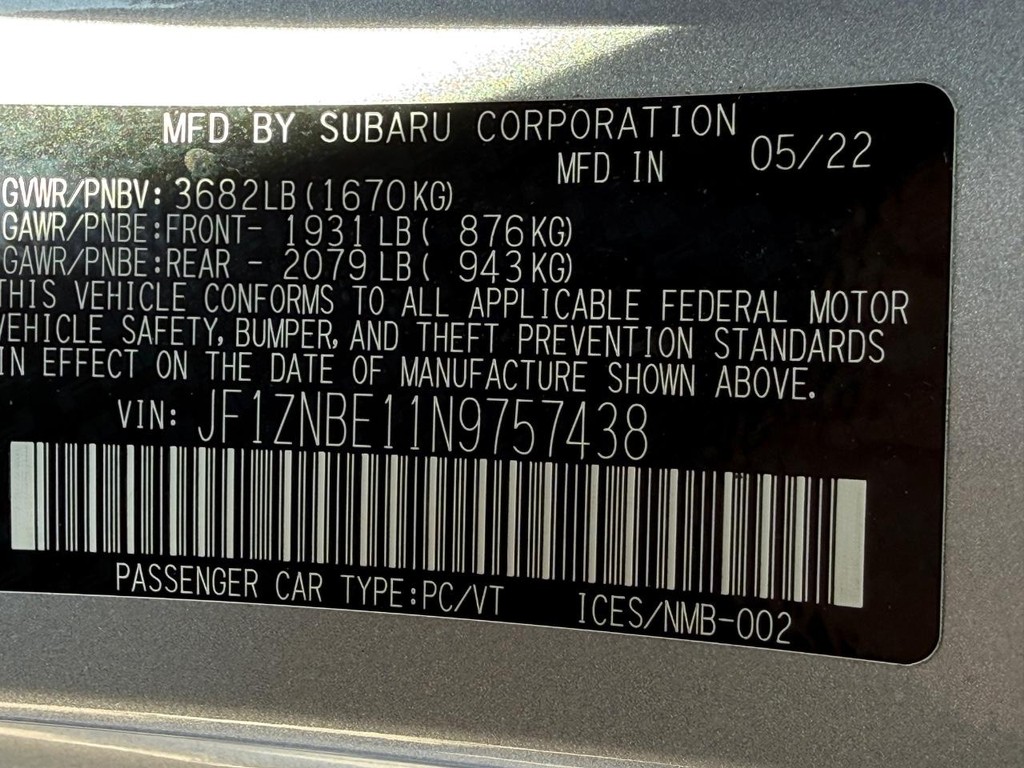 MFD BY SUBARU CORPORATION
MFD IN 05/22
GVWR/PNBV: 3682LB(1670KG)
GAWR/PNBE:FRONT- 1931LB( 876KG)
GAWR/PNBE:REAR - 2079LB( 943KG)
THIS VEHICLE CONFORMS TO ALL APPLICABLE FEDERAL MOTOR
VEHICLE SAFETY, BUMPER, AND THEFT PREVENTION STANDARDS
IN EFFECT ON THE DATE OF MANUFACTURE SHOWN ABOVE.
VIN: JF1ZNBE11N9757438
PASSENGER CAR TYPE:PC/VT ICES/NMB-002